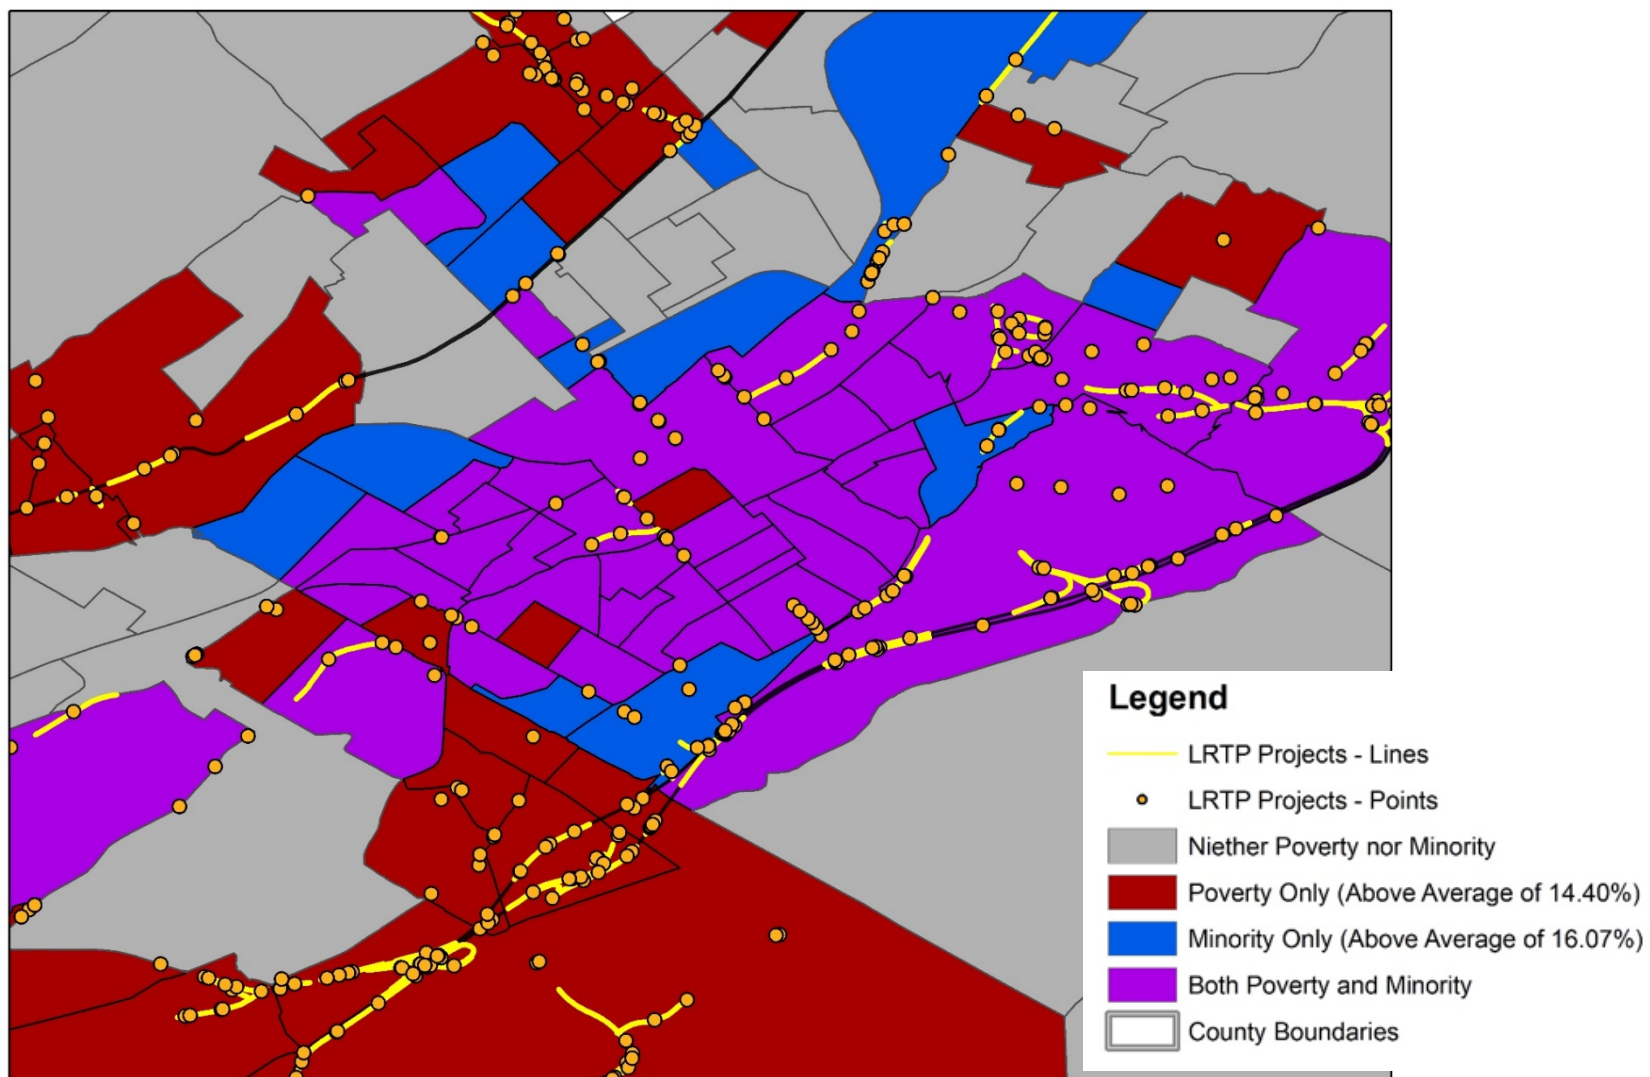 Legend
LRTP Projects - Lines
LRTP Projects - Points
Niether Poverty nor Minority
Poverty Only (Above Average of 14.40%)
Minority Only (Above Average of 16.07%)
Both Poverty and Minority
County Boundaries